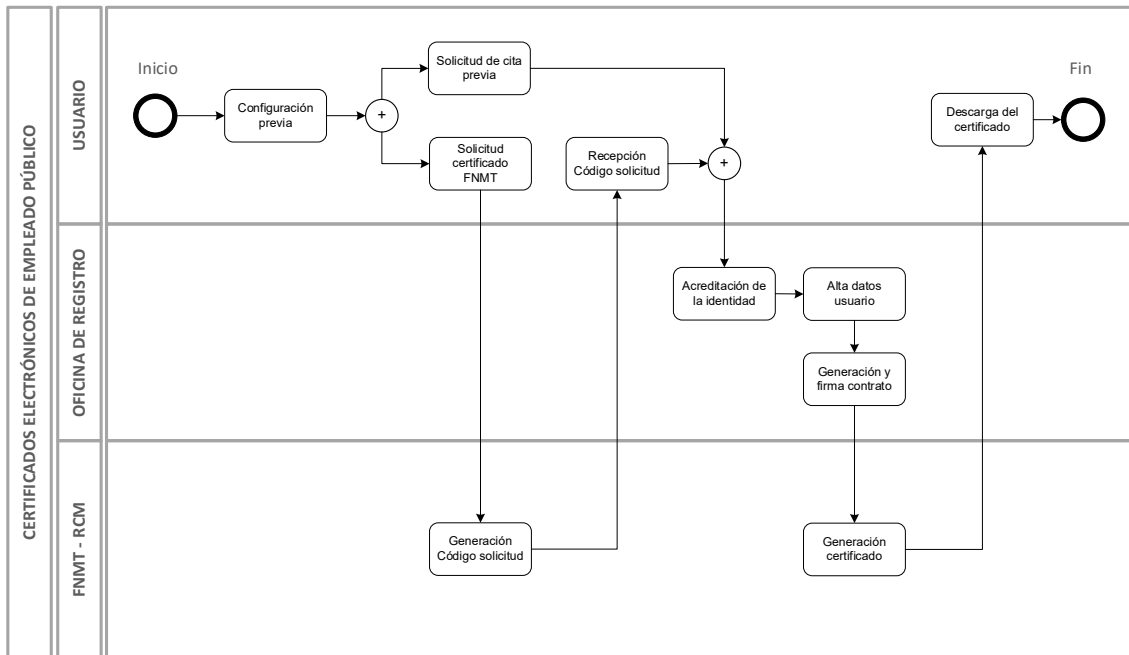 CERTIFICADOS ELECTRÓNICOS DE EMPLEADO PÚBLICO
USUARIO
Inicio
Configuración
previa
+
Solicitud de cita
previa
Solicitud
certificado
FNMT
Recepción
Código solicitud
+
Descarga del
certificado
Fin
OFICINA DE REGISTRO
Acreditación de
la identidad
Alta datos
usuario
Generación y
firma contrato
FNMT - RCM
Generación
Código solicitud
Generación
certificado